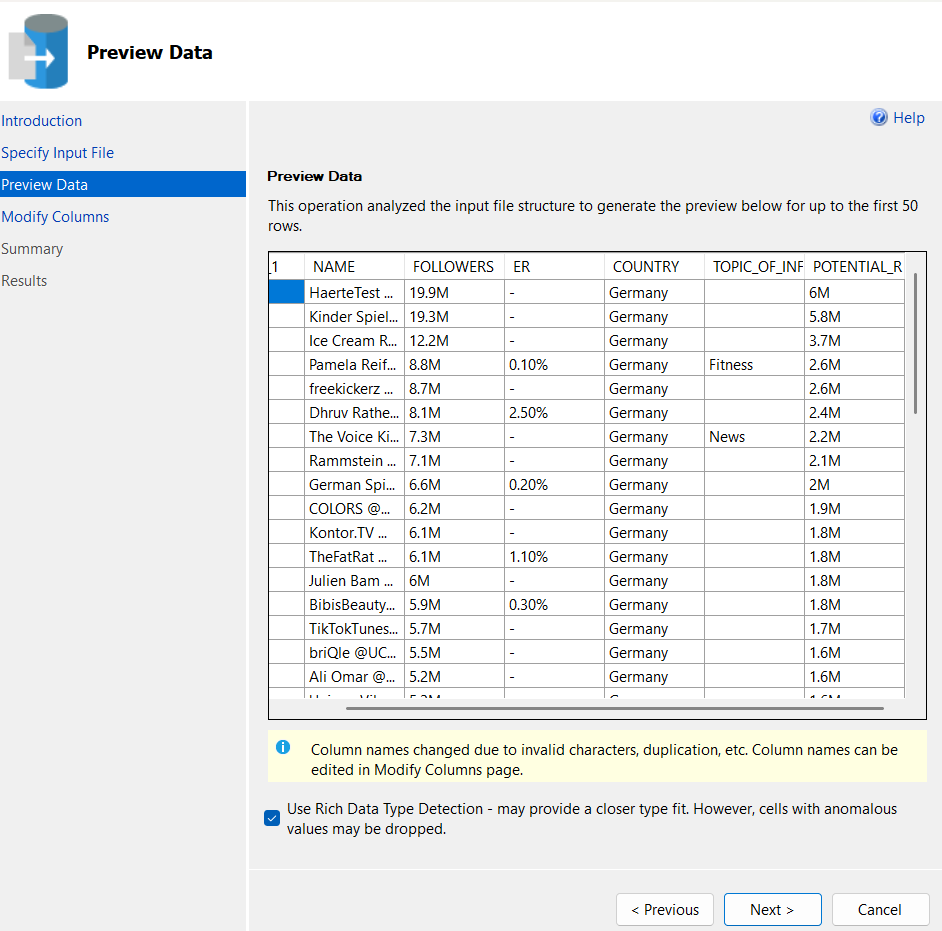 Preview Data
Introduction
Specify Input File
Preview Data
Modify Columns
Summary
Results
Help
Preview Data
This operation analyzed the input file structure to generate the preview below for up to the first 50
rows.
_1 NAME FOLLOWERS ER COUNTRY TOPIC_OF_INF POTENTIAL_R
HaerteTest ... 19.9M - Germany 6M
Kinder Spiel... 19.3M - Germany 5.8M
Ice Cream R... 12.2M - Germany 3.7M
Pamela Reif... 8.8M 0.10% Germany Fitness 2.6M
freekickerz ... 8.7M - Germany 2.6M
Dhruv Rathe... 8.1M 2.50% Germany 2.4M
The Voice Ki... 7.3M - Germany News 2.2M
Rammstein ... 7.1M - Germany 2.1M
German Spi... 6.6M 0.20% Germany 2M
COLORS @... 6.2M - Germany 1.9M
Kontor.TV ... 6.1M - Germany 1.8M
TheFatRat ... 6.1M 1.10% Germany 1.8M
Julien Bam ... 6M - Germany 1.8M
BibisBeauty... 5.9M 0.30% Germany 1.8M
TikTokTunes... 5.7M - Germany 1.7M
briQle @UC... 5.5M - Germany 1.6M
Ali Omar @... 5.2M - Germany 1.6M
Column names changed due to invalid characters, duplication, etc. Column names can be
edited in Modify Columns page.
Use Rich Data Type Detection - may provide a closer type fit. However, cells with anomalous
values may be dropped.
< Previous
Next >
Cancel